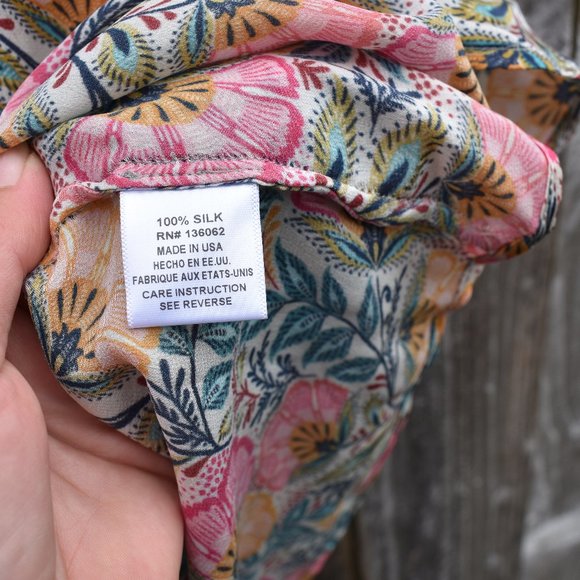 100% SILK
RN# 136062
MADE IN USA
HECHO EN EE.UU.
FABRIQUE AUX ETATS-UNIS
CARE INSTRUCTION
SEE REVERSE